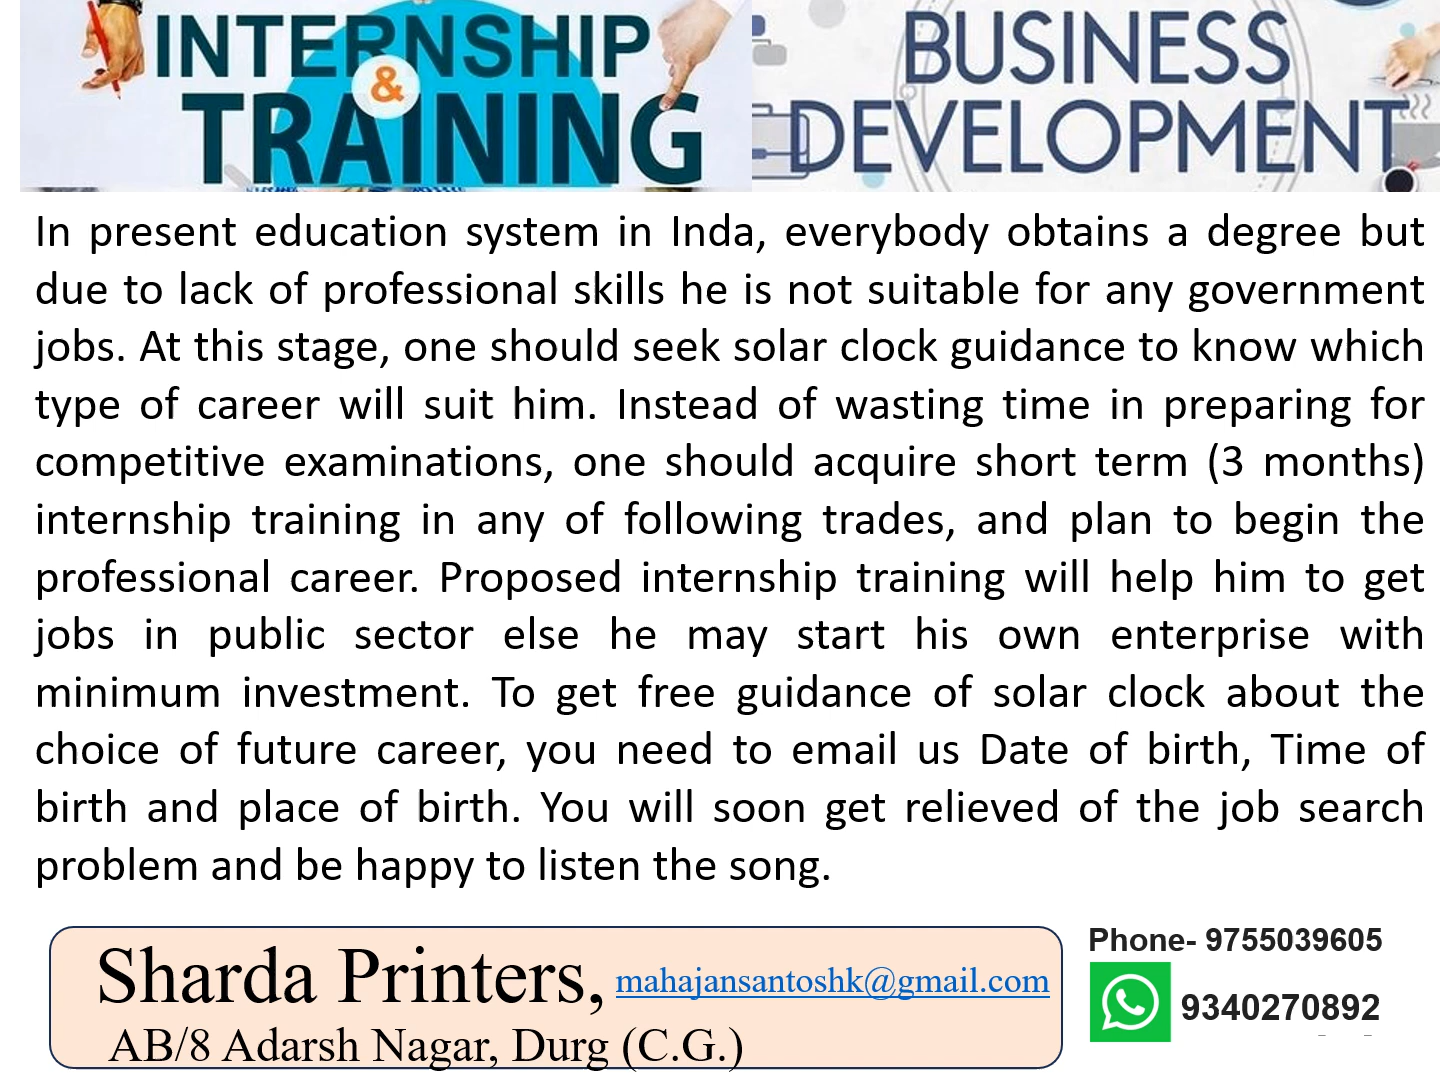 INTERNSHIP
&
TRAINING
BUSINESS
DEVELOPMENT
In present education system in Inda, everybody obtains a degree but
due to lack of professional skills he is not suitable for any government
jobs. At this stage, one should seek solar clock guidance to know which
type of career will suit him. Instead of wasting time in preparing for
competitive examinations, one should acquire short term (3 months)
internship training in any of following trades, and plan to begin the
professional career. Proposed internship training will help him to get
jobs in public sector else he may start his own enterprise with
minimum investment. To get free guidance of solar clock about the
choice of future career, you need to email us Date of birth, Time of
birth and place of birth. You will soon get relieved of the job search
problem and be happy to listen the song.
Sharda Printers, mahajansantoshk@gmail.com
AB/8 Adarsh Nagar, Durg (C.G.)
Phone- 9755039605
9340270892